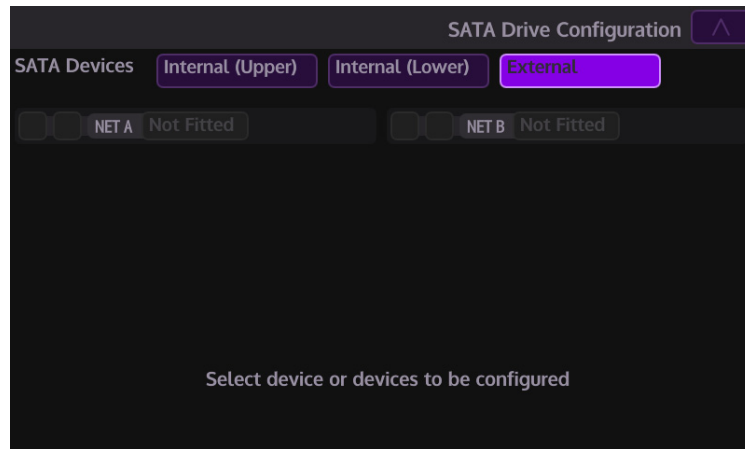 SATA Drive Configuration
SATA Devices Internal (Upper) Internal (Lower) External
NET A Not Fitted NET B Not Fitted
Select device or devices to be configured